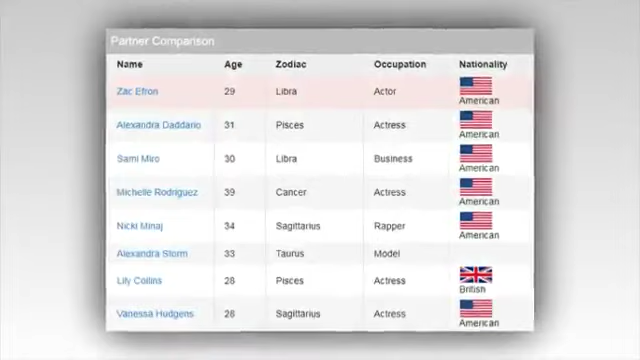 Partner Comparison
Name Age Zodiac Occupation Nationality
Zac Efron 29 Libra Actor American
Alexandra Daddario 31 Pisces Actress American
Sami Miro 30 Libra Business American
Michelle Rodriguez 39 Cancer Actress American
Nicki Minaj 34 Sagittarius Rapper American
Alexandra Storm 33 Taurus Model
Lily Collins 28 Pisces Actress British
Vanessa Hudgens 28 Sagittarius Actress American